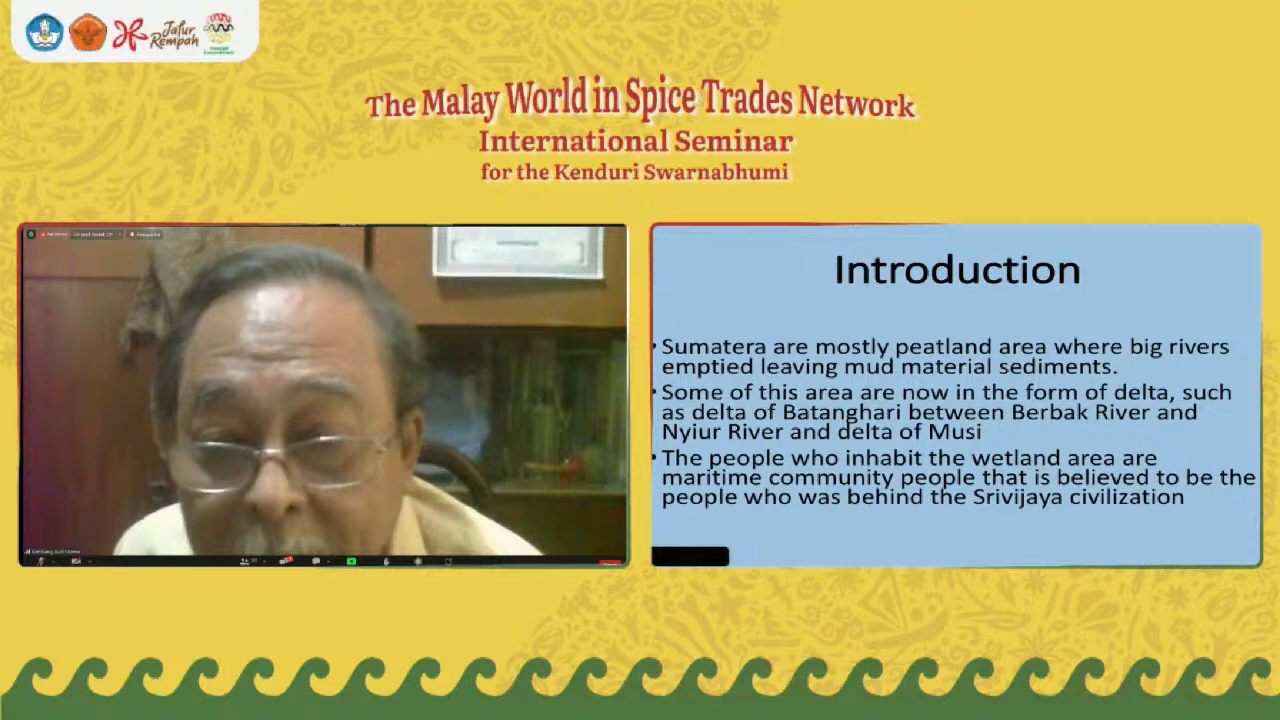 Jalur
Rempah
The Malay World in Spice Trades Network
International Seminar
for the Kenduri Swarnabhumi
Introduction
• Sumatera are mostly peatland area where big rivers
emptied leaving mud material sediments.
• Some of this area are now in the form of delta, such
as delta of Batanghari between Berbak River and
Nyiur River and delta of Musi
• The people who inhabit the wetland area are
maritime community people that is believed to be the
people who was behind the Srivijaya civilization